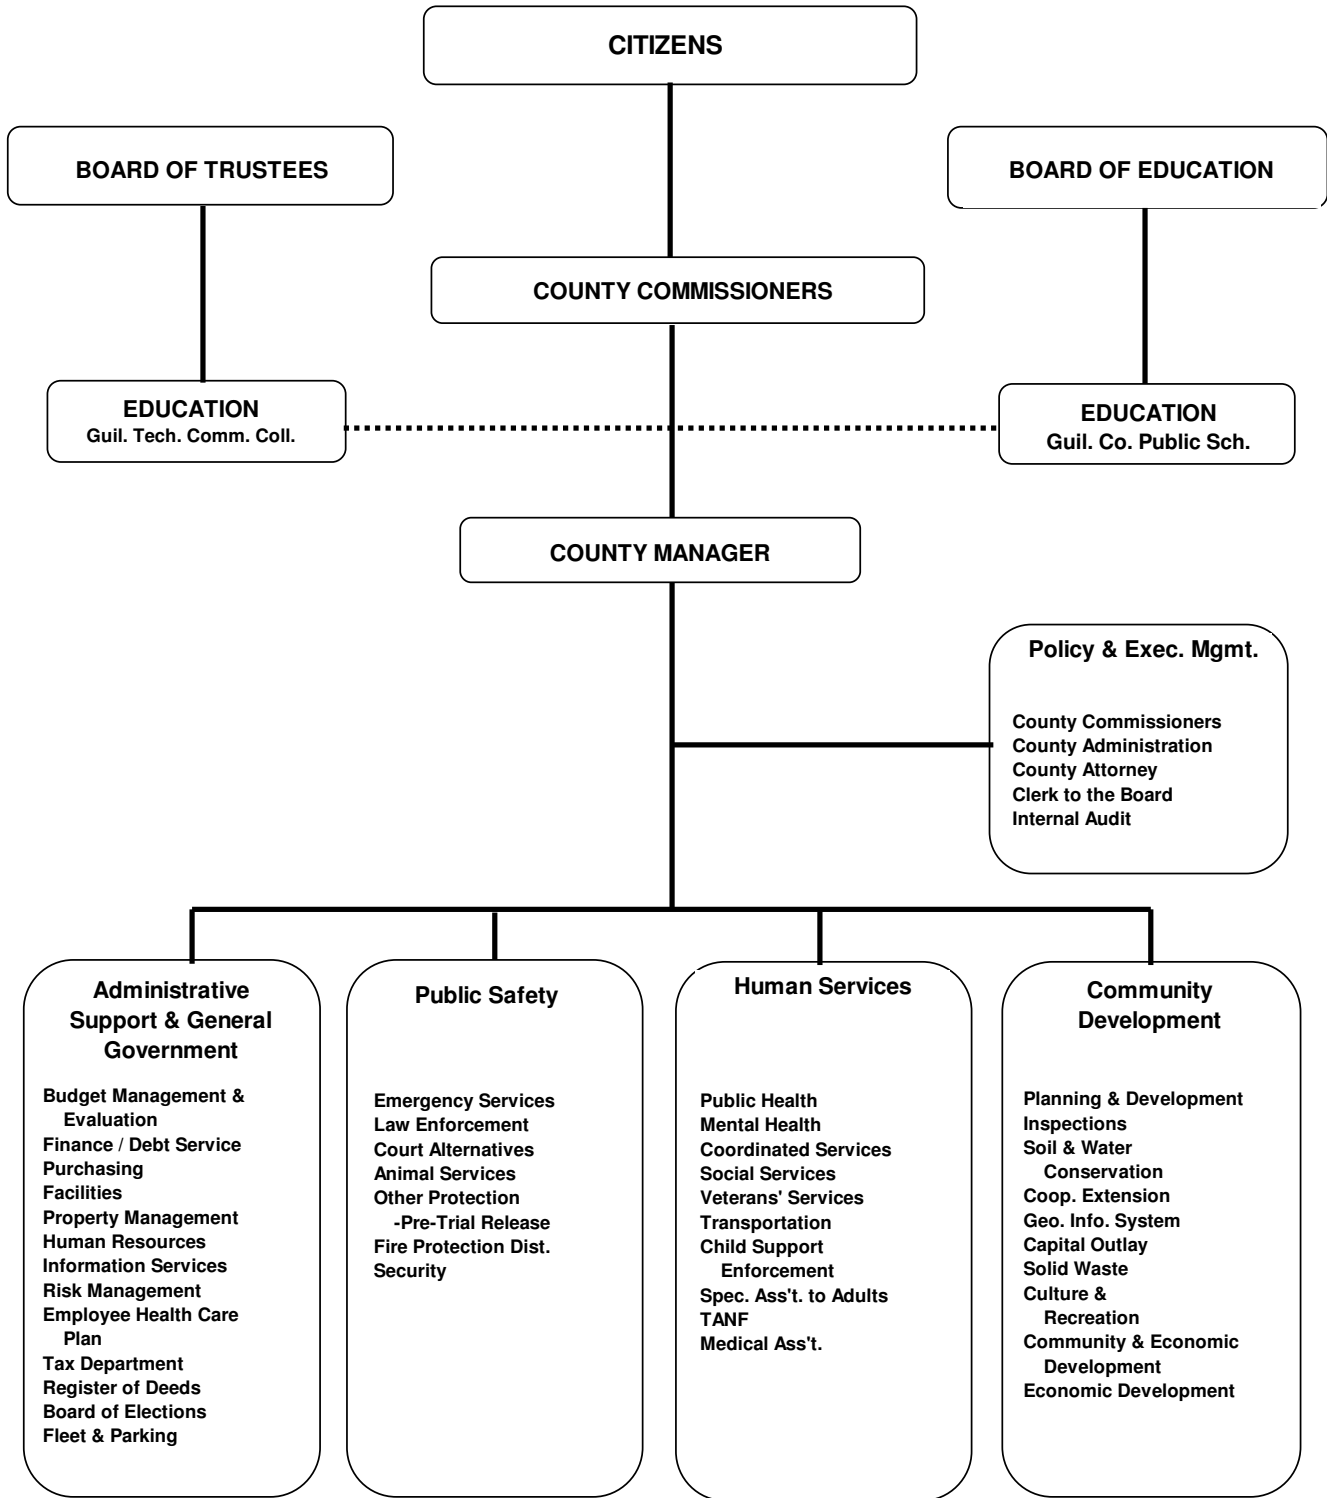 CITIZENS
BOARD OF TRUSTEES
BOARD OF EDUCATION
COUNTY COMMISSIONERS
EDUCATION
Guil. Tech. Comm. Coll.
EDUCATION
Guil. Co. Public Sch.
COUNTY MANAGER
Policy & Exec. Mgmt.
County Commissioners
County Administration
County Attorney
Clerk to the Board
Internal Audit
Administrative
Support & General
Government
Budget Management &
Evaluation
Finance / Debt Service
Purchasing
Facilities
Property Management
Human Resources
Information Services
Risk Management
Employee Health Care
Plan
Tax Department
Register of Deeds
Board of Elections
Fleet & Parking
Public Safety
Emergency Services
Law Enforcement
Court Alternatives
Animal Services
Other Protection
-Pre-Trial Release
Fire Protection Dist.
Security
Human Services
Public Health
Mental Health
Coordinated Services
Social Services
Veterans' Services
Transportation
Child Support
Enforcement
Spec. Ass't. to Adults
TANF
Medical Ass't.
Community
Development
Planning & Development
Inspections
Soil & Water
Conservation
Coop. Extension
Geo. Info. System
Capital Outlay
Solid Waste
Culture &
Recreation
Community & Economic
Development
Economic Development